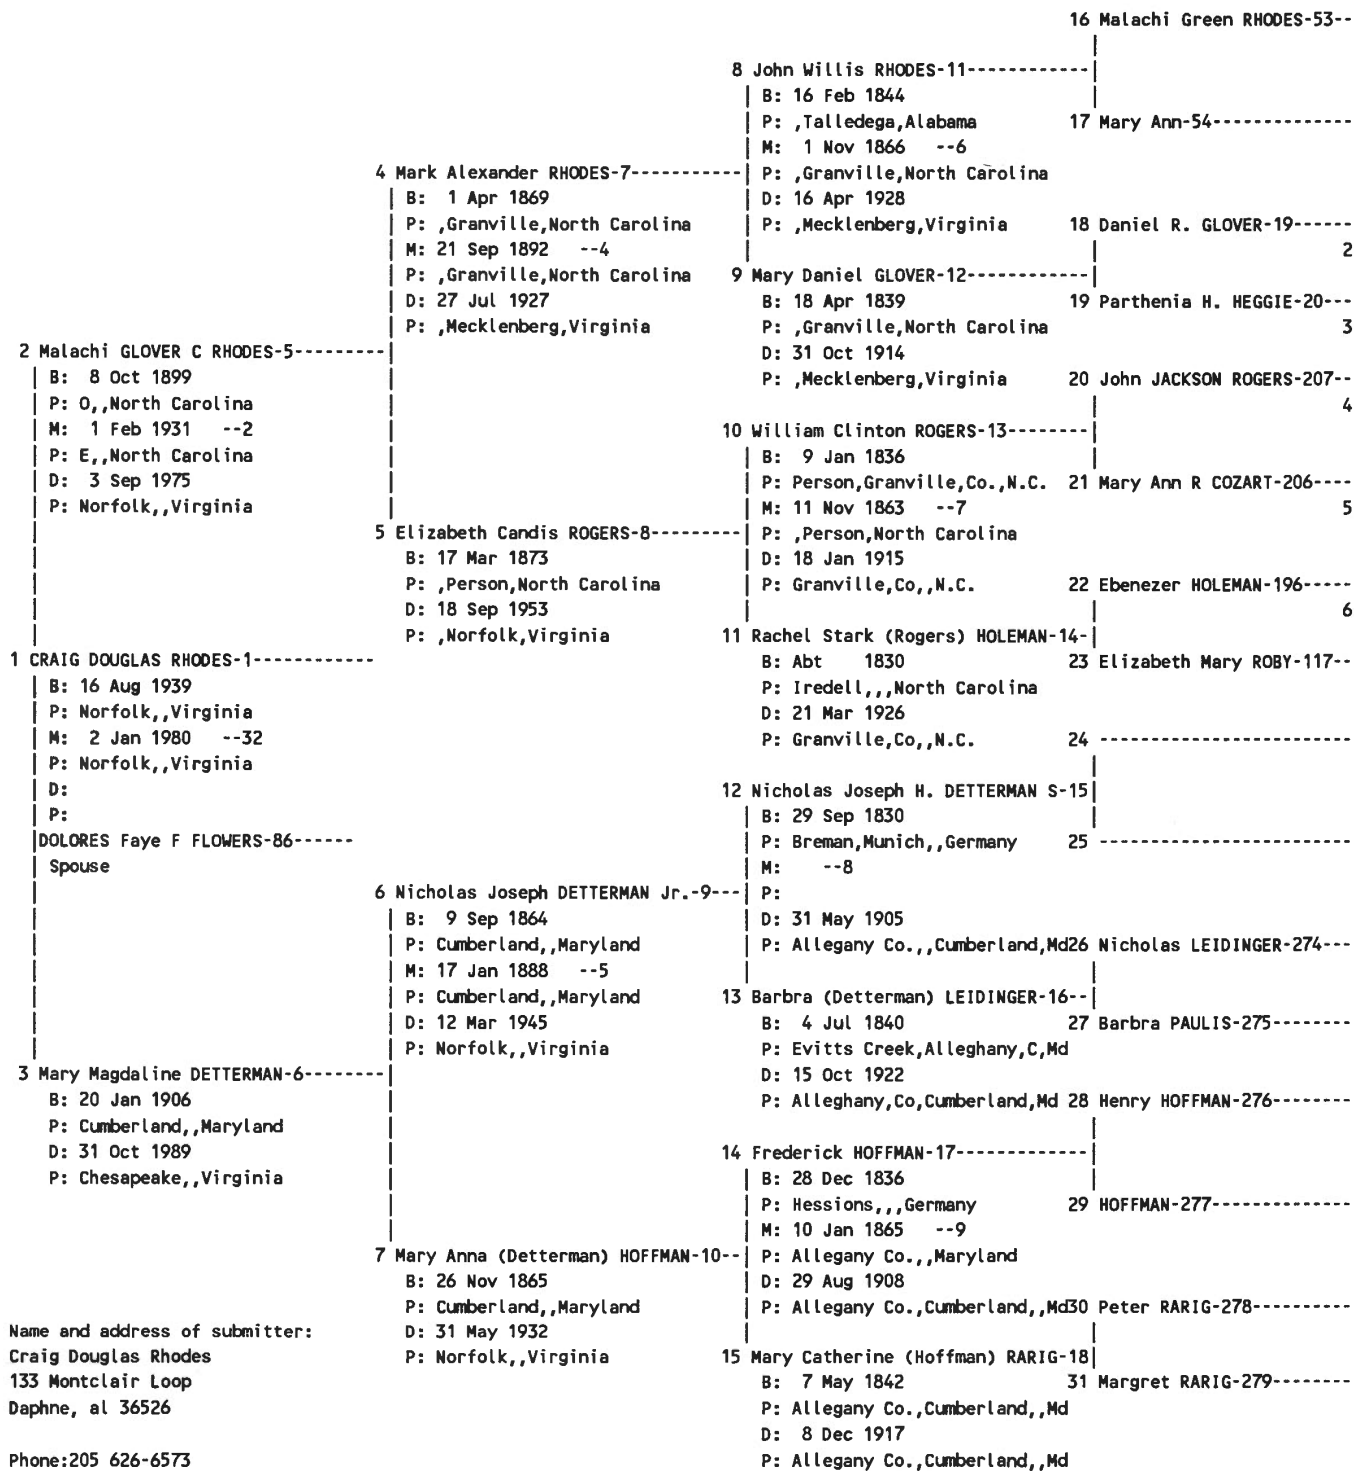 16 Malachi Green RHODES-53--
8 John Willis RHODES-11------------
B: 16 Feb 1844
P: ,Talledega,Alabama
17 Mary Ann-54--------------
M: 1 Nov 1866 --6
4 Mark Alexander RHODES-7-----------
P: ,Granville,North Carolina
B: 1 Apr 1869
D: 16 Apr 1928
P: ,Granville,North Carolina
P: ,Mecklenberg,Virginia
18 Daniel R. GLOVER-19------
M: 21 Sep 1892 --4
2
P: ,Granville,North Carolina
9 Mary Daniel GLOVER-12------------
D: 27 Jul 1927
B: 18 Apr 1839
19 Parthenia H. HEGGIE-20---
P: ,Mecklenberg,Virginia
P: ,Granville,North Carolina
3
2 Malachi GLOVER C RHODES-5---------
D: 31 Oct 1914
B: 8 Oct 1899
P: ,Mecklenberg,Virginia
20 John JACKSON ROGERS-207--
P: O,,North Carolina
4
M: 1 Feb 1931 --2
10 William Clinton ROGERS-13--------
P: E,,North Carolina
B: 9 Jan 1836
D: 3 Sep 1975
P: Person,Granville,Co.,N.C.
21 Mary Ann R COZART-206----
P: Norfolk,,Virginia
M: 11 Nov 1863 --7
5
5 Elizabeth Candis ROGERS-8---------
P: ,Person,North Carolina
B: 17 Mar 1873
D: 18 Jan 1915
P: ,Person,North Carolina
P: Granville,Co,,N.C.
22 Ebenezer HOLEMAN-196-----
D: 18 Sep 1953
6
P: ,Norfolk,Virginia
11 Rachel Stark (Rogers) HOLEMAN-14-
1 CRAIG DOUGLAS RHODES-1------------
B: Abt 1830
23 Elizabeth Mary ROBY-117--
B: 16 Aug 1939
P: Iredell,,,North Carolina
P: Norfolk,,Virginia
D: 21 Mar 1926
M: 2 Jan 1980 --32
P: Granville,Co,,N.C.
24 -------------------------
P: Norfolk,,Virginia
D:
12 Nicholas Joseph H. DETTERMAN S-15
P:
B: 29 Sep 1830
DOLORES Faye F FLOWERS-86------
P: Breman,Munich,,Germany
25 -------------------------
Spouse
M: --8
6 Nicholas Joseph DETTERMAN Jr.-9---
P:
B: 9 Sep 1864
D: 31 May 1905
P: Cumberland,,Maryland
P: Allegany Co.,,Cumberland,Md
26 Nicholas LEIDINGER-274---
M: 17 Jan 1888 --5
P: Cumberland,,Maryland
13 Barbra (Detterman) LEIDINGER-16--
D: 12 Mar 1945
B: 4 Jul 1840
27 Barbra PAULIS-275--------
P: Norfolk,,Virginia
P: Evitts Creek,Alleghany,C,Md
3 Mary Magdaline DETTERMAN-6--------
D: 15 Oct 1922
B: 20 Jan 1906
P: Alleghany,Co,Cumberland,Md
28 Henry HOFFMAN-276--------
P: Cumberland,,Maryland
D: 31 Oct 1989
14 Frederick HOFFMAN-17-------------
P: Chesapeake,,Virginia
B: 28 Dec 1836
P: Hessions,,,Germany
29 HOFFMAN-277--------------
M: 10 Jan 1865 --9
7 Mary Anna (Detterman) HOFFMAN-10--
P: Allegany Co.,,Maryland
B: 26 Nov 1865
D: 29 Aug 1908
P: Cumberland,,Maryland
P: Allegany Co.,Cumberland,,Md
30 Peter RARIG-278----------
Name and address of submitter:
D: 31 May 1932
Craig Douglas Rhodes
P: Norfolk,,Virginia
15 Mary Catherine (Hoffman) RARIG-18
133 Montclair Loop
B: 7 May 1842
31 Margret RARIG-279--------
Daphne, al 36526
P: Allegany Co.,Cumberland,,Md
D: 8 Dec 1917
Phone:205 626-6573
P: Allegany Co.,Cumberland,,Md